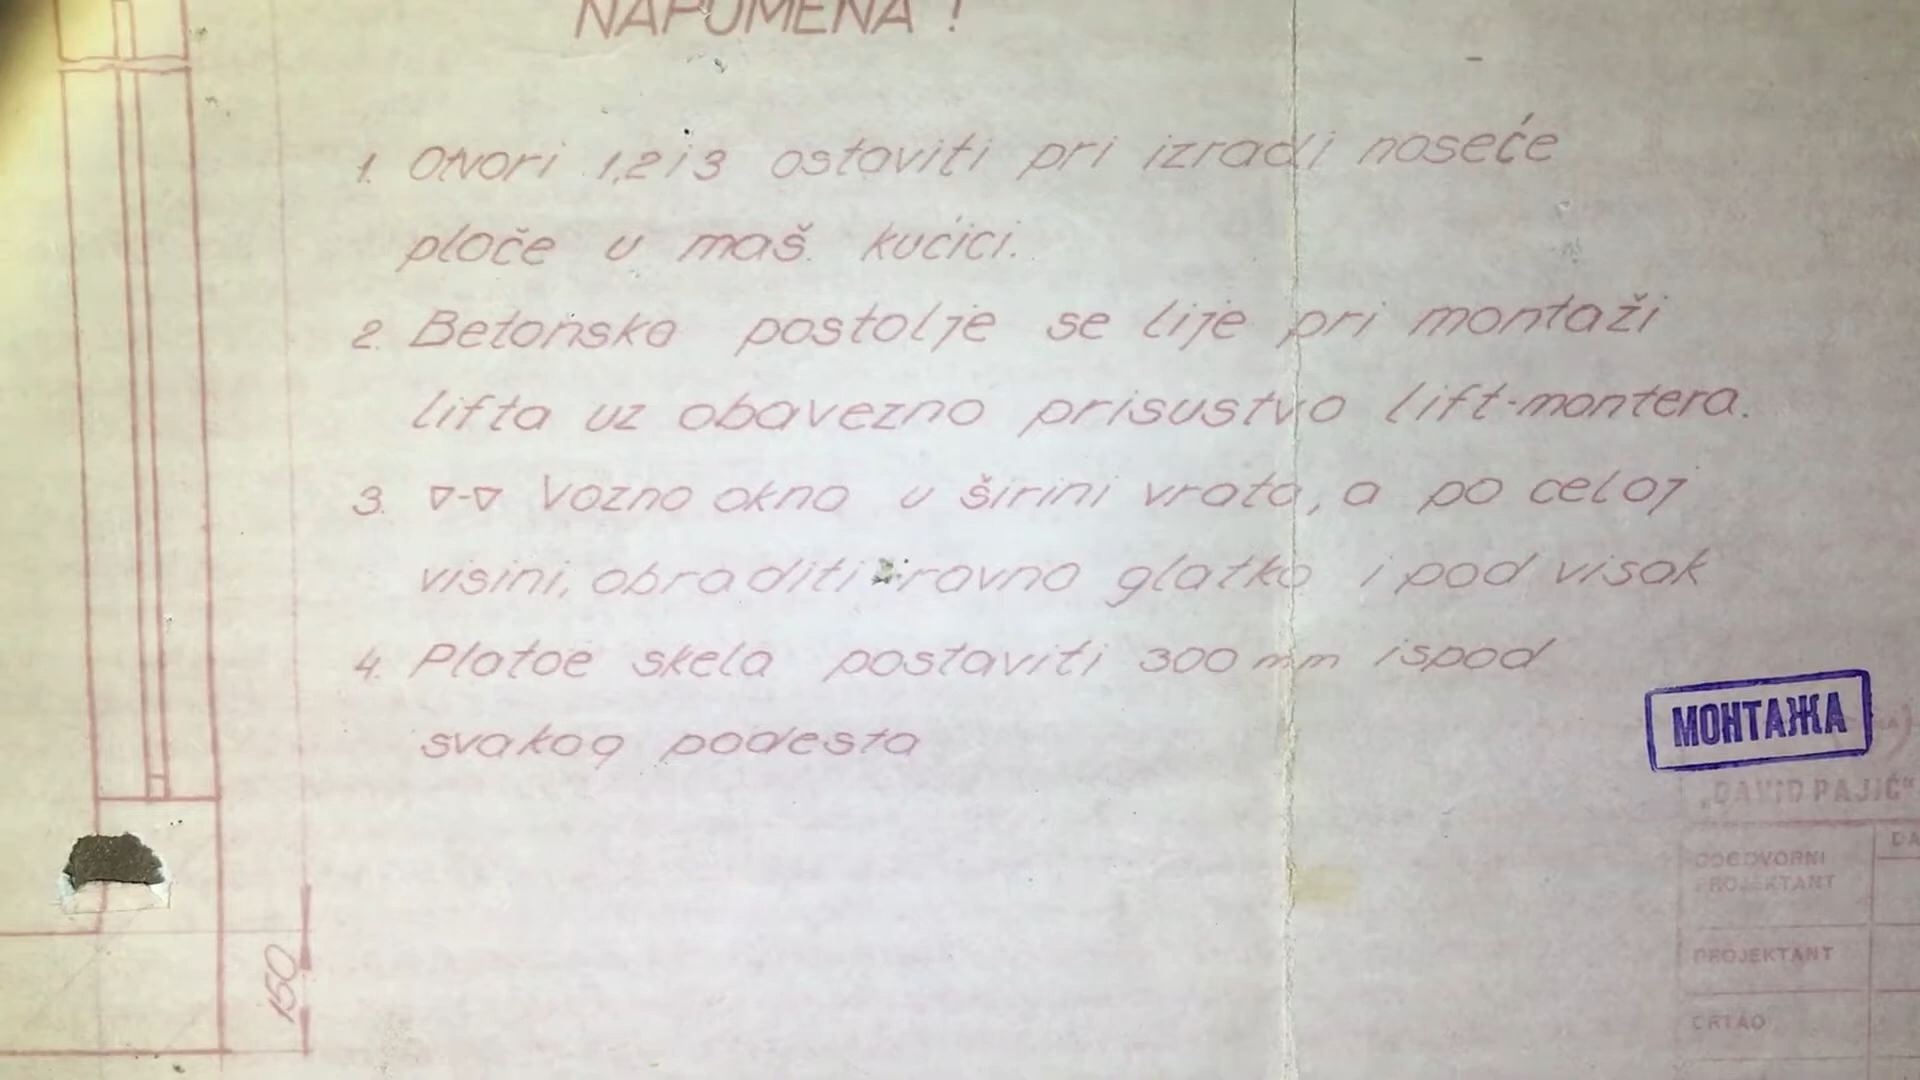 NAPOMENA !
1. Otvori 1,2 i 3 ostaviti pri izradi noseće
ploče u maš. kućici.
2. Betonsko postolje se lije pri montaži
lifta uz obavezno prisustvo lift-montera.
3. ▽-▽ Vozno okno u širini vrata, a po celoj
visini, obraditi ravno glatko i pod visak
4. Platoe skela postaviti 300 mm ispod
svakog podesta
МОНТАЖА
„DAVID PAJIĆ"
DA
ODGOVORNI
PROJEKTANT
PROJEKTANT
CRTAO
150